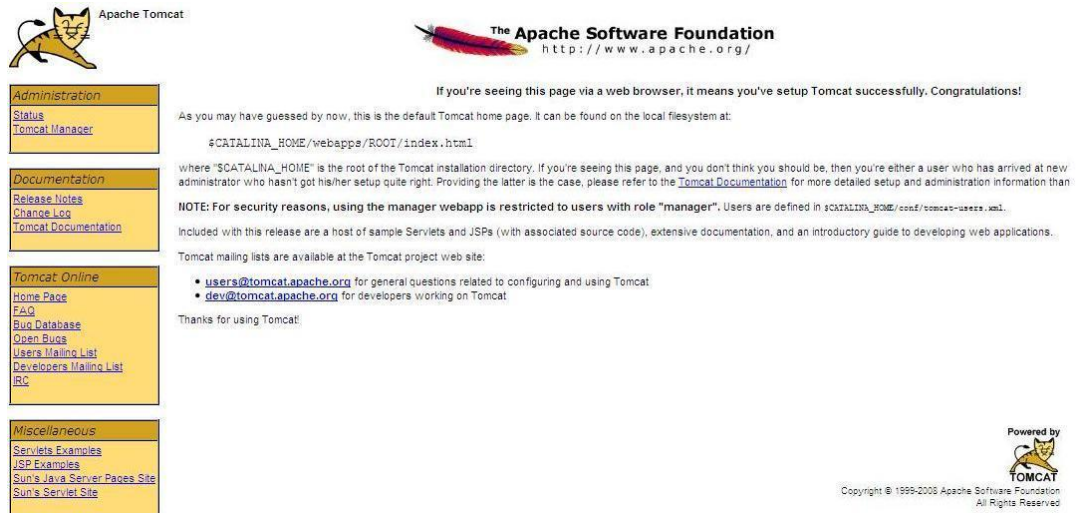 Apache Tomcat
The Apache Software Foundation
http://www.apache.org/
Administration
Status
Tomcat Manager
Documentation
Release Notes
Change Log
Tomcat Documentation
Tomcat Online
Home Page
FAQ
Bug Database
Open Bugs
Users Mailing List
Developers Mailing List
IRC
Miscellaneous
Servlets Examples
JSP Examples
Sun's Java Server Pages Site
Sun's Servlet Site
If you're seeing this page via a web browser, it means you've setup Tomcat successfully. Congratulations!
As you may have guessed by now, this is the default Tomcat home page. It can be found on the local filesystem at:
$CATALINA_HOME/webapps/ROOT/index.html
where "$CATALINA_HOME" is the root of the Tomcat installation directory. If you're seeing this page, and you don't think you should be, then you're either a user who has arrived at new
administrator who hasn't got his/her setup quite right. Providing the latter is the case, please refer to the Tomcat Documentation for more detailed setup and administration information than
NOTE: For security reasons, using the manager webapp is restricted to users with role "manager". Users are defined in $CATALINA_HOME/conf/tomcat-users.xml.
Included with this release are a host of sample Servlets and JSPs (with associated source code), extensive documentation, and an introductory guide to developing web applications.
Tomcat mailing lists are available at the Tomcat project web site:
• users@tomcat.apache.org for general questions related to configuring and using Tomcat
• dev@tomcat.apache.org for developers working on Tomcat
Thanks for using Tomcat!
Powered by
TOMCAT
Copyright © 1999-2008 Apache Software Foundation
All Rights Reserved